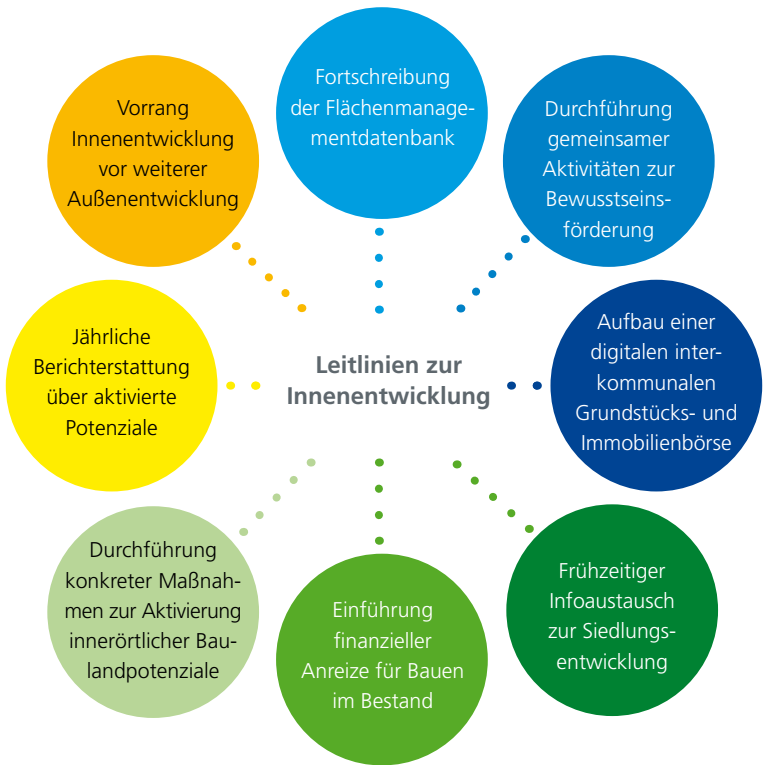 Fortschreibung
der Flächenmanage-
mentdatenbank
Durchführung
gemeinsamer
Aktivitäten zur
Bewusstseins-
förderung
Aufbau einer
digitalen inter-
kommunalen
Grundstücks- und
Immobilienbörse
Frühzeitiger
Infoaustausch
zur Siedlungs-
entwicklung
Einführung
finanzieller
Anreize für Bauen
im Bestand
Durchführung
konkreter Maßnah-
men zur Aktivierung
innerörtlicher Bau-
landpotenziale
Jährliche
Berichterstattung
über aktivierte
Potenziale
Vorrang
Innenentwicklung
vor weiterer
Außenentwicklung
Leitlinien zur
Innenentwicklung